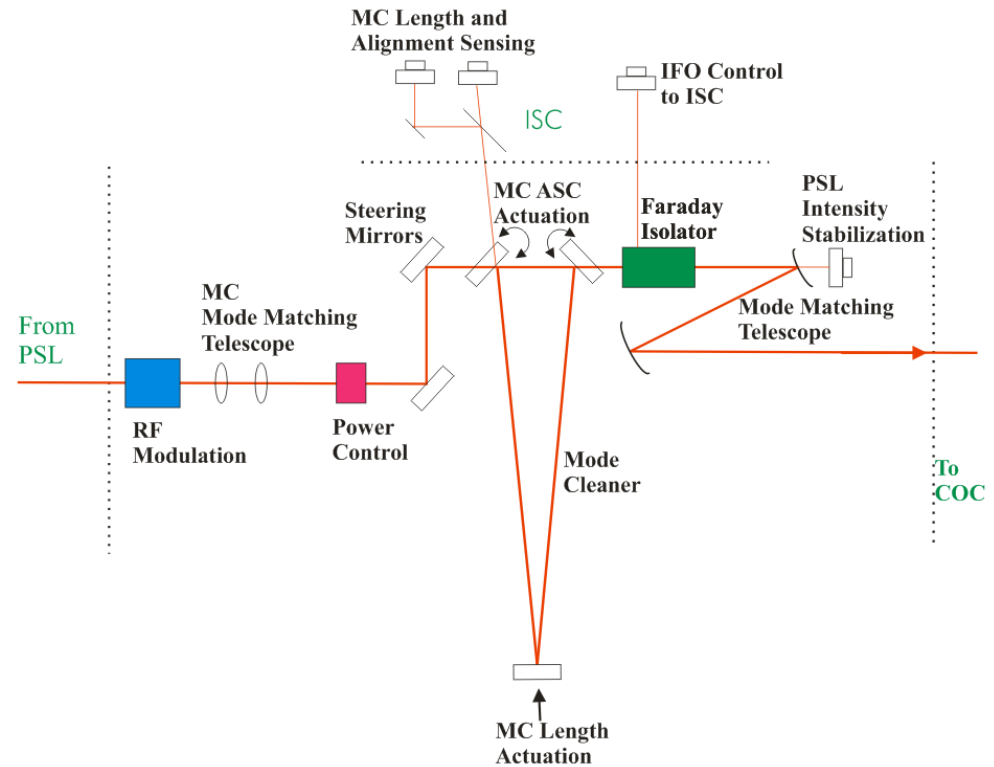 MC Length and
Alignment Sensing
IFO Control
to ISC
ISC
MC ASC
Actuation
PSL
Intensity
Stabilization
Steering
Mirrors
Faraday
Isolator
MC
Mode Matching
Telescope
Mode Matching
Telescope
From
PSL
RF
Modulation
Power
Control
Mode
Cleaner
To
COC
MC Length
Actuation